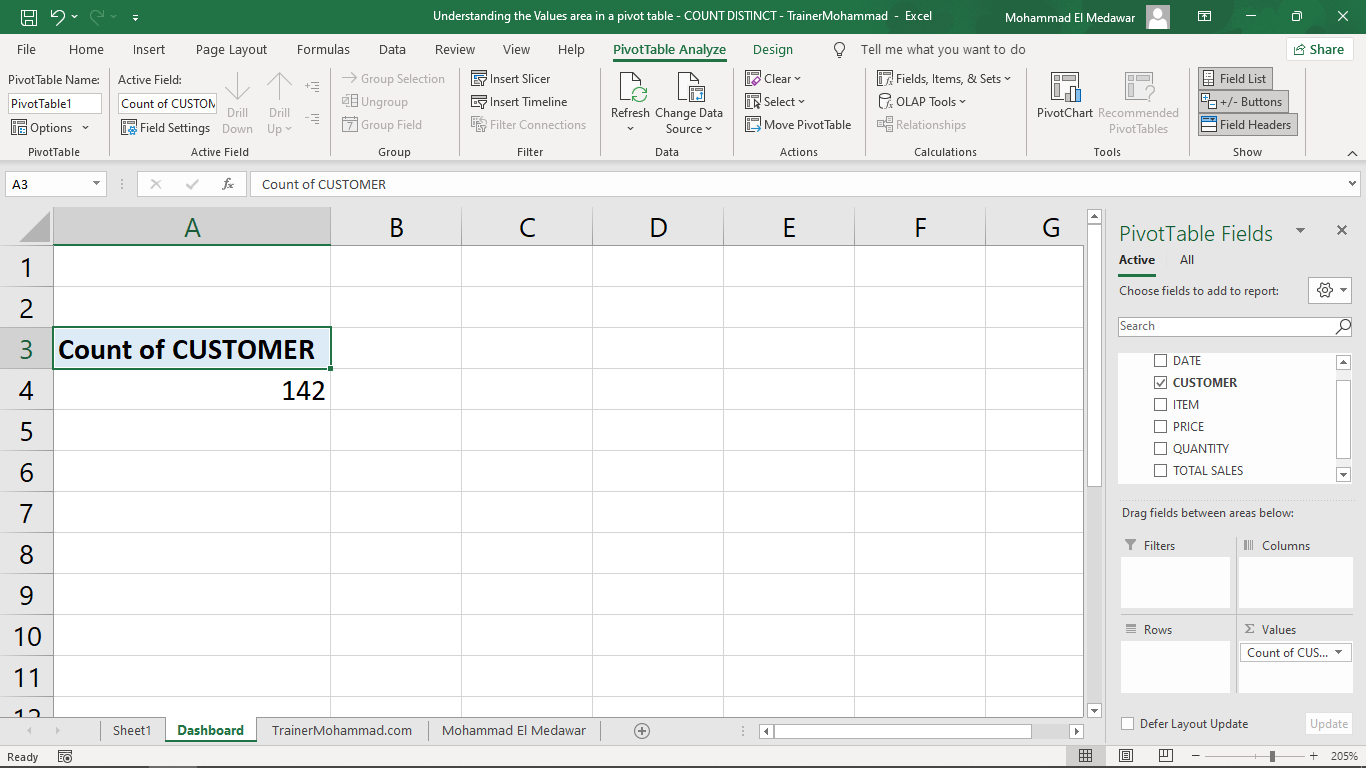 Understanding the Values area in a pivot table - COUNT DISTINCT - TrainerMohammad - Excel
Mohammad El Medawar
File Home Insert Page Layout Formulas Data Review View Help PivotTable Analyze Design Tell me what you want to do Share
PivotTable Name:
PivotTable1
Options
PivotTable
Active Field:
Count of CUSTOM
Field Settings
Drill Down
Drill Up
Active Field
Group Selection
Ungroup
Group Field
Group
Insert Slicer
Insert Timeline
Filter Connections
Filter
Refresh
Change Data Source
Data
Clear
Select
Move PivotTable
Actions
Fields, Items, & Sets
OLAP Tools
Relationships
Calculations
PivotChart
Recommended PivotTables
Tools
Field List
+/- Buttons
Field Headers
Show
A3
fx
Count of CUSTOMER
A B C D E F G
1
2
3 Count of CUSTOMER
4 142
5
6
7
8
9
10
11
12
PivotTable Fields
Active All
Choose fields to add to report:
Search
DATE
CUSTOMER
ITEM
PRICE
QUANTITY
TOTAL SALES
Drag fields between areas below:
Filters
Columns
Rows
Σ Values
Count of CUS...
Defer Layout Update
Update
Sheet1 Dashboard TrainerMohammad.com Mohammad El Medawar
Ready
205%